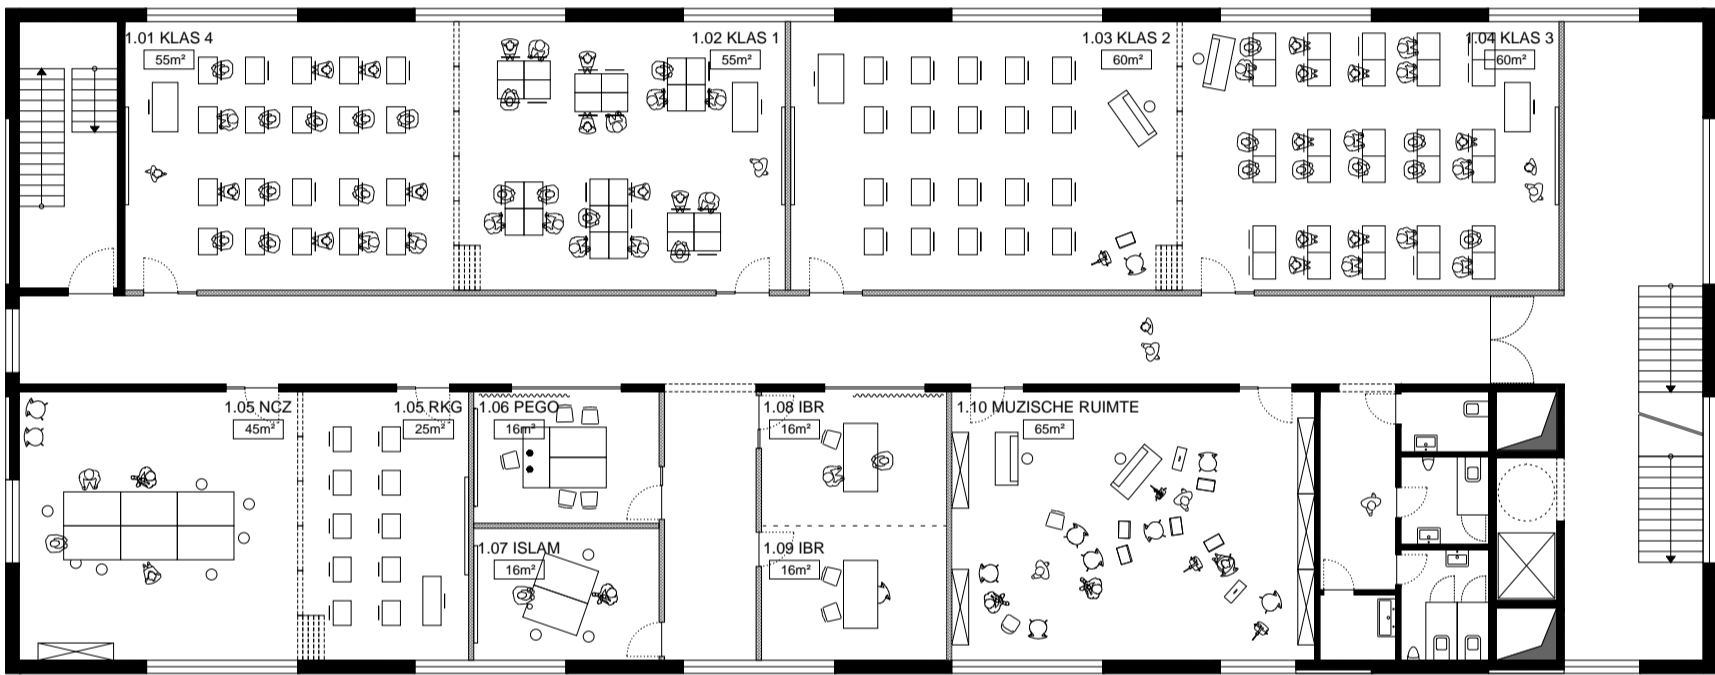 1.01 KLAS 4
55m²
1.02 KLAS 1
55m²
1.03 KLAS 2
60m²
1.04 KLAS 3
60m²
1.05 NCZ
45m²
1.05 RKG
25m²
1.06 PEGO
16m²
1.08 IBR
16m²
1.10 MUZISCHE RUIMTE
65m²
1.07 ISLAM
16m²
1.09 IBR
16m²